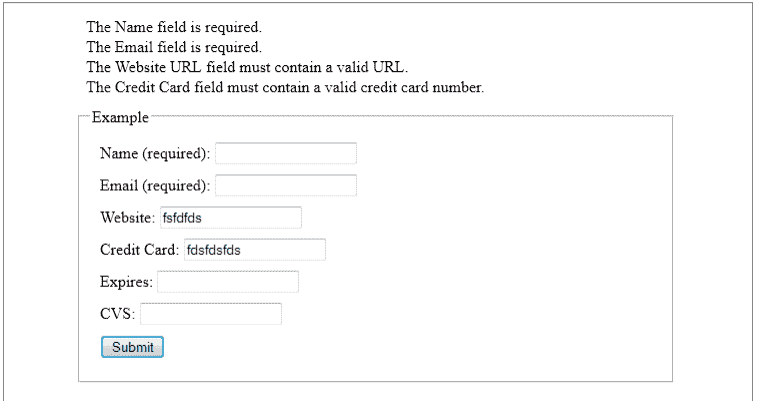 The Name field is required.
The Email field is required.
The Website URL field must contain a valid URL.
The Credit Card field must contain a valid credit card number.
Example
Name (required):
Email (required):
Website: fsfdfds
Credit Card: fdsfdsfds
Expires:
CVS:
Submit